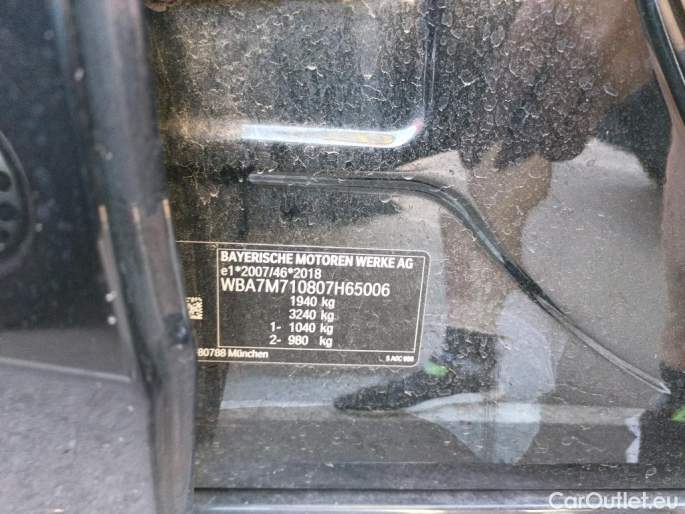 BAYERISCHE MOTOREN WERKE AG
e1*2007/46*2018
WBA7M710807H65006
1940 kg
3240 kg
1- 1040 kg
2- 980 kg
80788 München
CarOutlet.eu